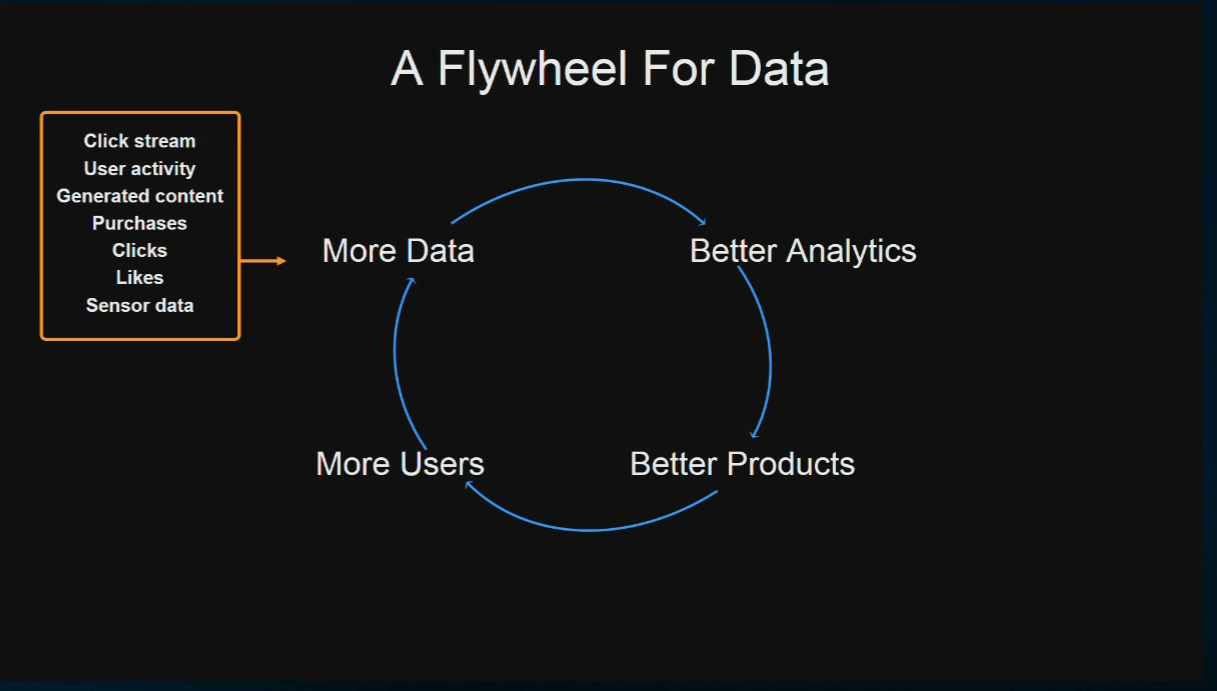 A Flywheel For Data
Click stream
User activity
Generated content
Purchases
Clicks
Likes
Sensor data
More Data
Better Analytics
More Users
Better Products